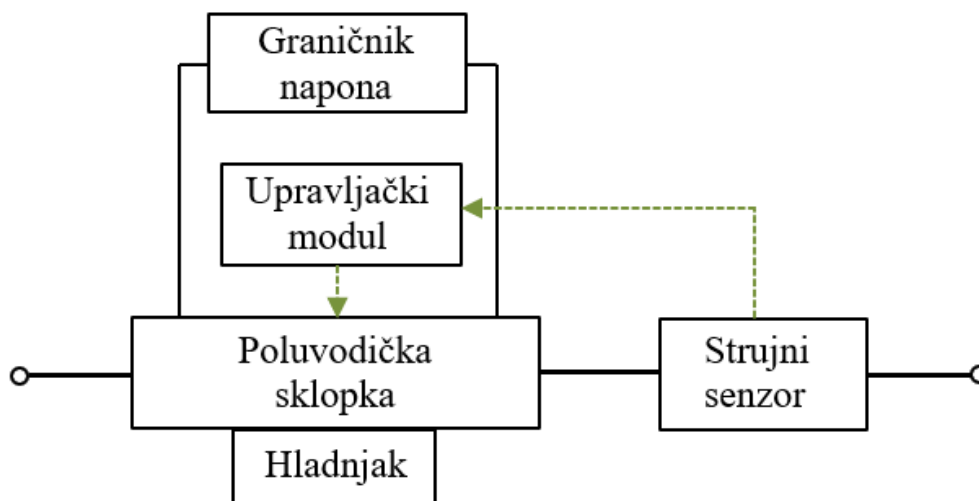 Graničnik
napona
Upravljački
modul
Poluvodička
sklopka
Strujni
senzor
Hladnjak